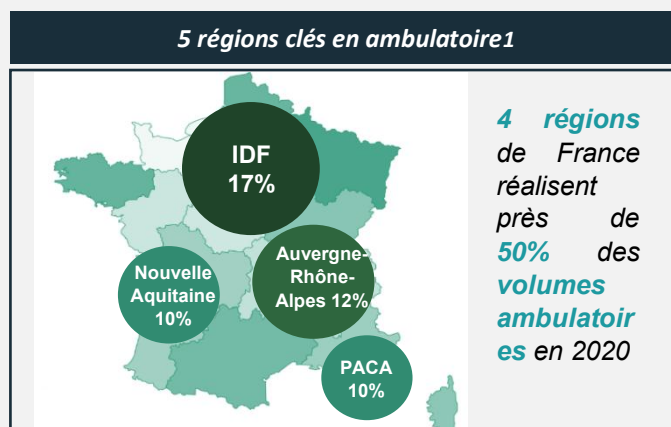 5 régions clés en ambulatoire1
IDF
17%
Auvergne-
Rhône-
Alpes 12%
Nouvelle
Aquitaine
10%
PACA
10%
4 régions
de France
réalisent
près de
50% des
volumes
ambulatoir
es en 2020